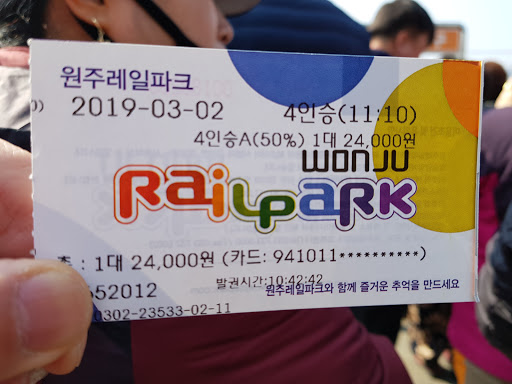 원주레일파크
2019-03-02 4인승(11:10)
4인승A(50%) 1대 24,000원
WONJU
RaiLPaRK
: 1대 24,000원 (카드: 941011**********)
52012 발권시간:10:42:42
원주레일파크와 함께 즐거운 추억을 만드세요
0302-23533-02-11